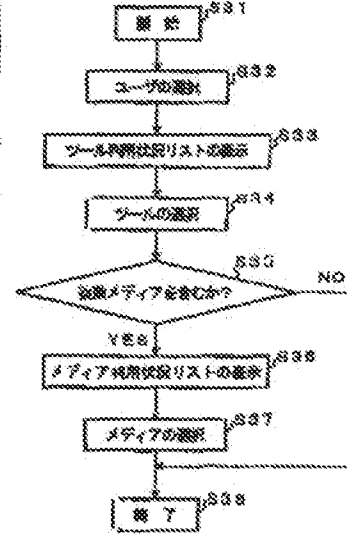 開 始
S31
ユーザの選択
S32
ツール利用状況リストの表示
S33
ツールの選択
S34
メディアを含むか?
S35
NO
YES
メディア利用状況リストの表示
S36
メディアの選択
S37
終 了
S38